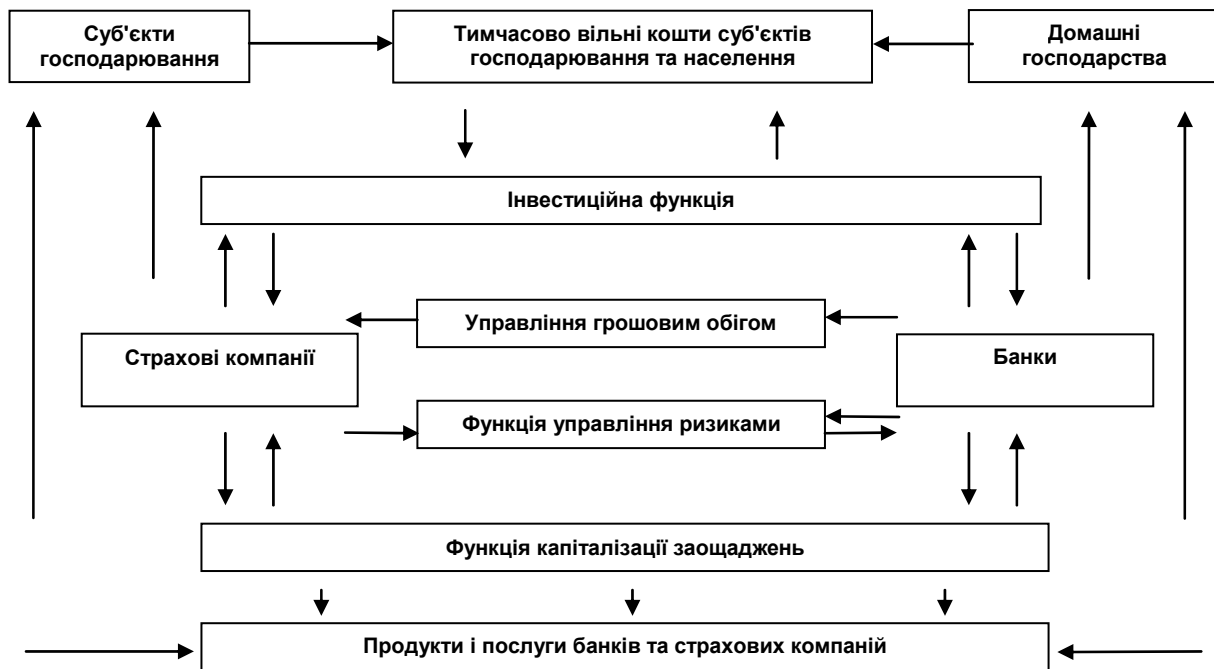 Суб'єкти
господарювання
Тимчасово вільні кошти суб'єктів
господарювання та населення
Домашні
господарства
Інвестиційна функція
Управління грошовим обігом
Страхові компанії
Банки
Функція управління ризиками
Функція капіталізації заощаджень
Продукти і послуги банків та страхових компаній